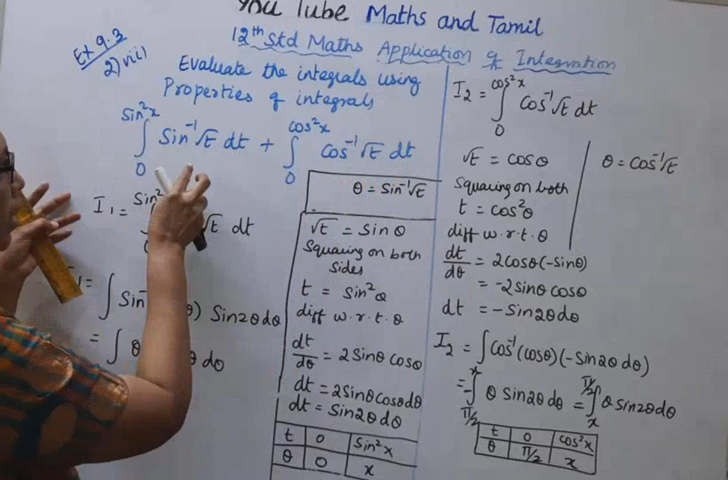 You Tube Maths and Tamil
12th Std Maths Application of Integration
Ex 9.3
2) vii)
Evaluate the integrals using
Properties of integrals
∫₀^{sin²x} Sin⁻¹√t dt + ∫₀^{cos²x} cos⁻¹√t dt
I₁ = Sin² √t dt
= ∫ Sin⁻ θ) Sin2θ dθ
= ∫ θ dθ
θ = Sin⁻¹√t
√t = Sin θ
Squaring on both
sides
t = Sin²θ
diff w.r.t. θ
dt/dθ = 2Sinθ cosθ
dt = 2Sinθ cosθ dθ
dt = Sin2θ dθ
t 0 Sin²x
θ 0 x
I₂ = ∫₀^{cos²x} Cos⁻¹√t dt
√t = cosθ
θ = Cos⁻¹√t
Squaring on both
t = cos²θ
diff w.r.t. θ
dt/dθ = 2cosθ(-sinθ)
= -2sinθ cosθ
dt = -Sin2θ dθ
I₂ = ∫ Cos⁻¹(cosθ)(-Sin2θ dθ)
= -∫_{π/2}^{x} θ Sin2θ dθ = ∫_{x}^{π/2} θ Sin2θ dθ
t 0 cos²x
θ π/2 x